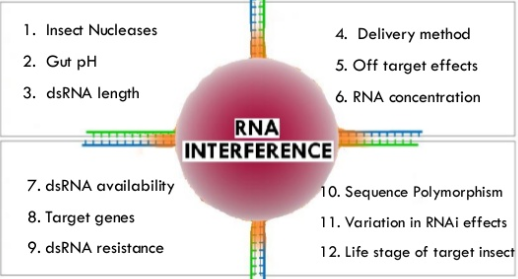 1. Insect Nucleases
2. Gut pH
3. dsRNA length
4. Delivery method
5. Off target effects
6. RNA concentration
RNA
INTERFERENCE
7. dsRNA availability
8. Target genes
9. dsRNA resistance
10. Sequence Polymorphism
11. Variation in RNAi effects
12. Life stage of target insect